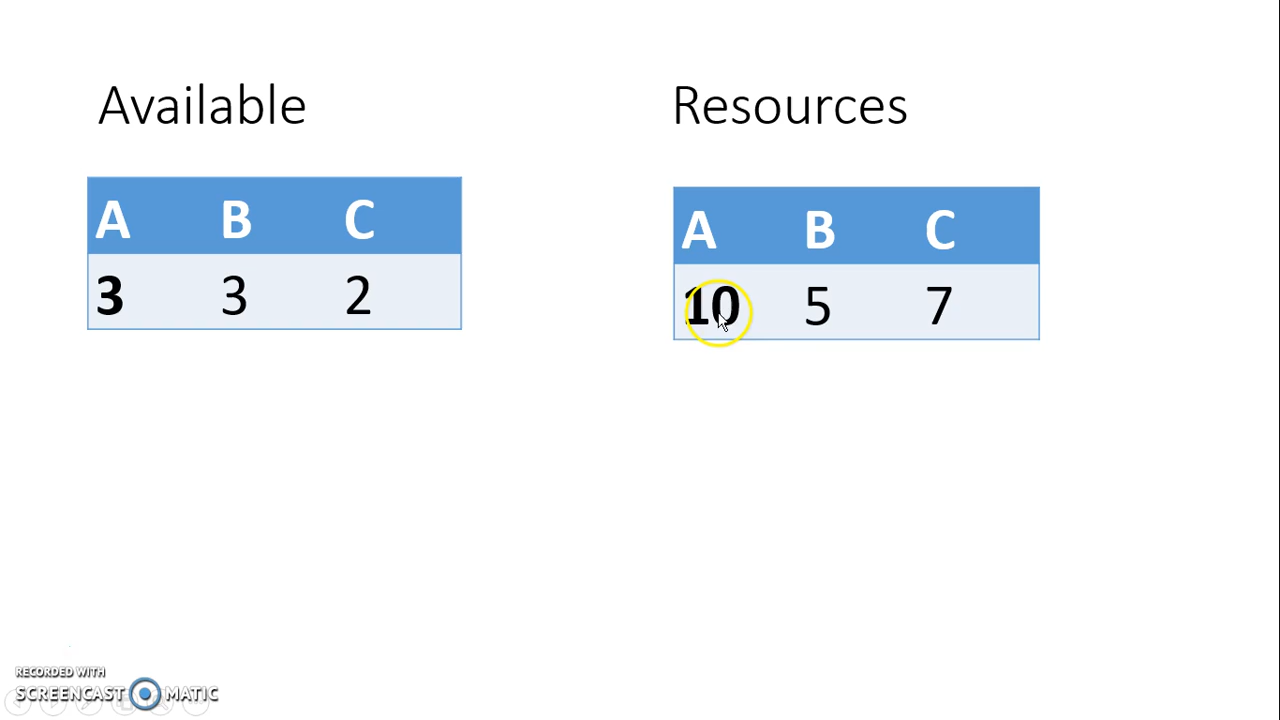 Available
Resources
A B C
3 3 2
A B C
10 5 7
RECORDED WITH
SCREENCAST MATIC